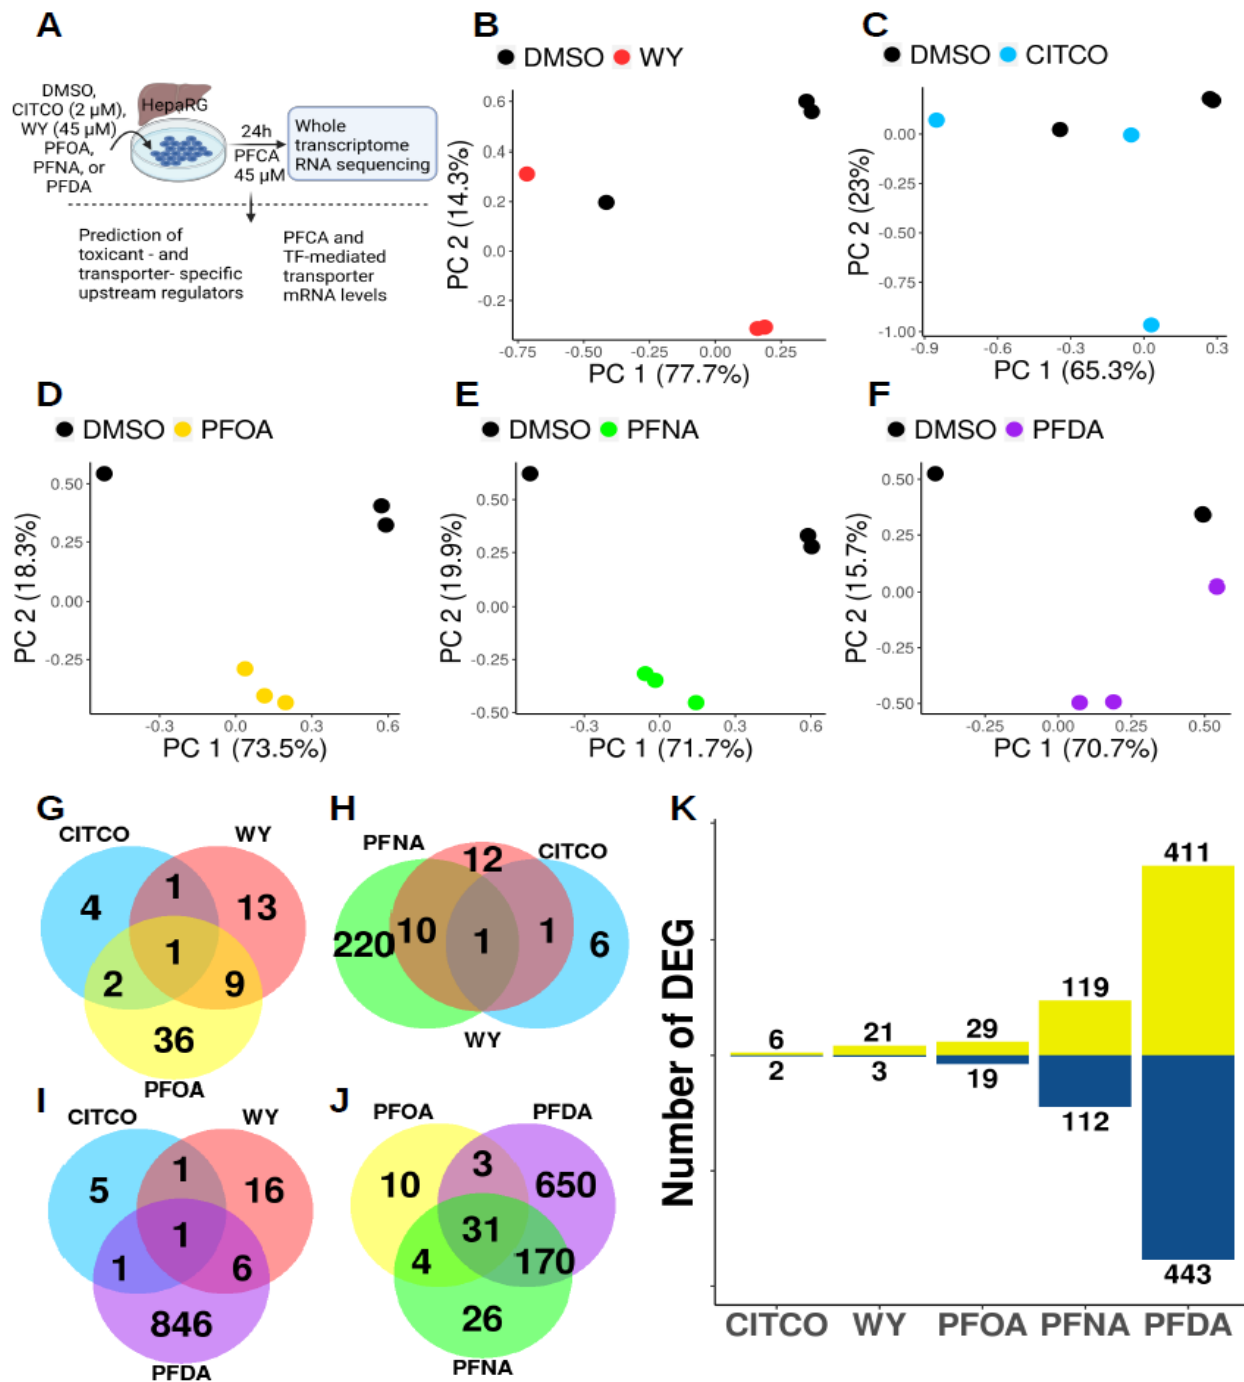 A
DMSO,
CITCO (2 µM),
WY (45 µM)
PFOA,
PFNA, or
PFDA
HepaRG
24h
PFCA
45 µM
Whole
transcriptome
RNA sequencing
Prediction of
toxicant - and
transporter- specific
upstream regulators
PFCA and
TF-mediated
transporter
mRNA levels
B
DMSO WY
PC 2 (14.3%)
0.6
0.4
0.2
0.0
-0.2
-0.75 -0.50 -0.25 0.00 0.25
PC 1 (77.7%)
C
DMSO CITCO
PC 2 (23%)
0.00
-0.25
-0.50
-0.75
-1.00
-0.9 -0.6 -0.3 0.0 0.3
PC 1 (65.3%)
D
DMSO PFOA
PC 2 (18.3%)
0.50
0.25
0.00
-0.25
-0.3 0.0 0.3 0.6
PC 1 (73.5%)
E
DMSO PFNA
PC 2 (19.9%)
0.50
0.25
0.00
-0.25
-0.50
-0.3 0.0 0.3 0.6
PC 1 (71.7%)
F
DMSO PFDA
PC 2 (15.7%)
0.50
0.25
0.00
-0.25
-0.50
-0.25 0.00 0.25 0.50
PC 1 (70.7%)
G
CITCO WY
4 1 13
1
2 9
36
PFOA
H
PFNA
CITCO
12
220 10 1 1 6
WY
I
CITCO WY
5 1 16
1
1 6
846
PFDA
J
PFOA PFDA
10 3 650
31
4 170
26
PFNA
K
Number of DEG
6 21 29 119 411
2 3 19 112 443
CITCO WY PFOA PFNA PFDA